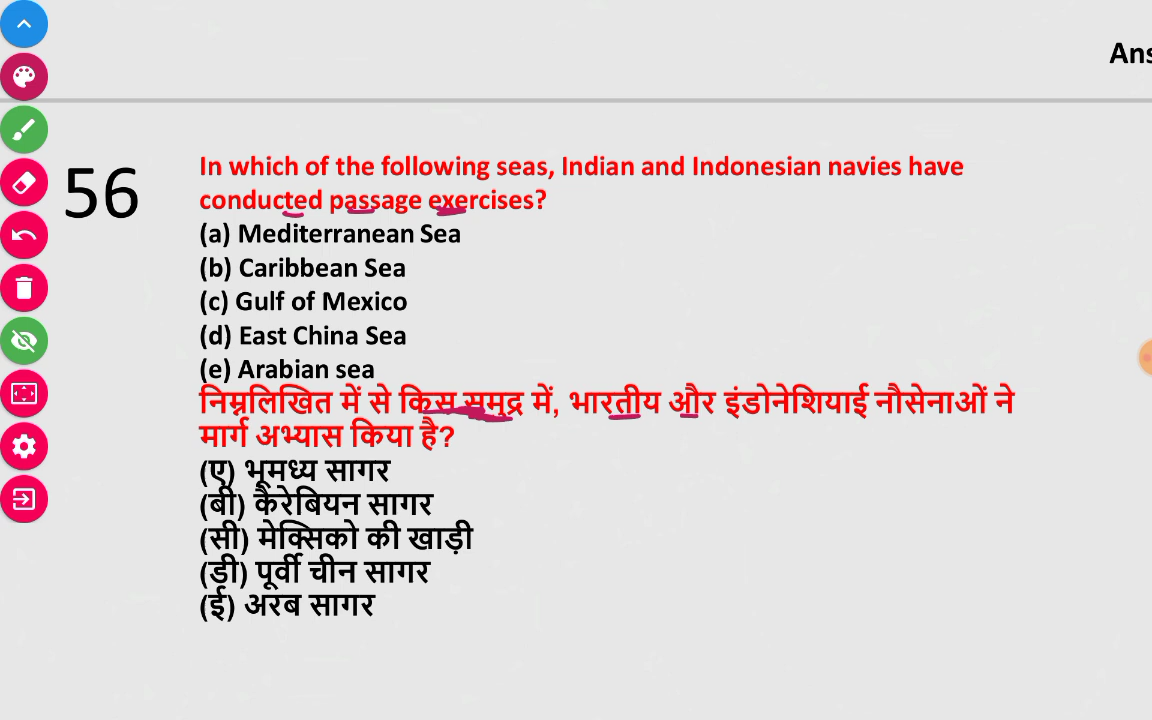 Ans
56
In which of the following seas, Indian and Indonesian navies have
conducted passage exercises?
(a) Mediterranean Sea
(b) Caribbean Sea
(c) Gulf of Mexico
(d) East China Sea
(e) Arabian sea
निम्नलिखित में से किस समुद्र में, भारतीय और इंडोनेशियाई नौसेनाओं ने
मार्ग अभ्यास किया है?
(ए) भूमध्य सागर
(बी) कैरेबियन सागर
(सी) मेक्सिको की खाड़ी
(डी) पूर्वी चीन सागर
(ई) अरब सागर